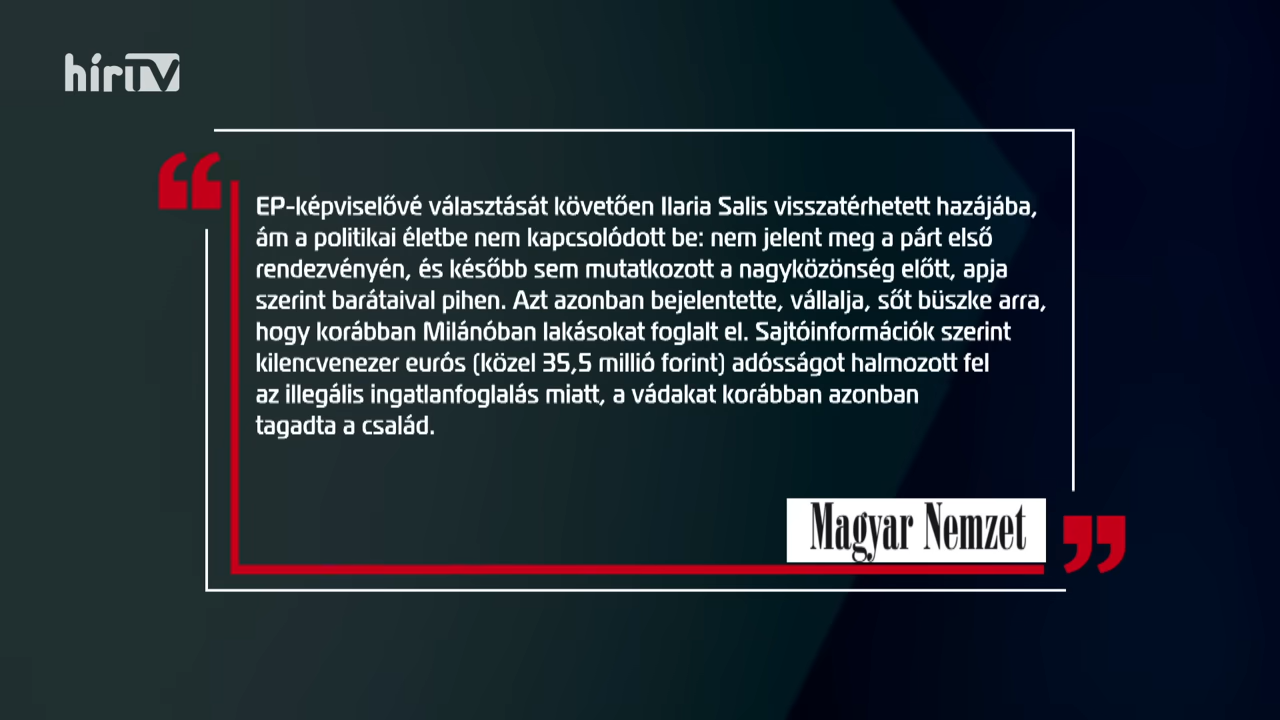 hírTV
EP-képviselővé választását követően Ilaria Salis visszatérhetett hazájába,
ám a politikai életbe nem kapcsolódott be: nem jelent meg a párt első
rendezvényén, és később sem mutatkozott a nagyközönség előtt, apja
szerint barátaival pihen. Azt azonban bejelentette, vállalja, sőt büszke arra,
hogy korábban Milánóban lakásokat foglalt el. Sajtóinformációk szerint
kilencvenezer eurós (közel 35,5 millió forint) adósságot halmozott fel
az illegális ingatlanfoglalás miatt, a vádakat korábban azonban
tagadta a család.
Magyar Nemzet